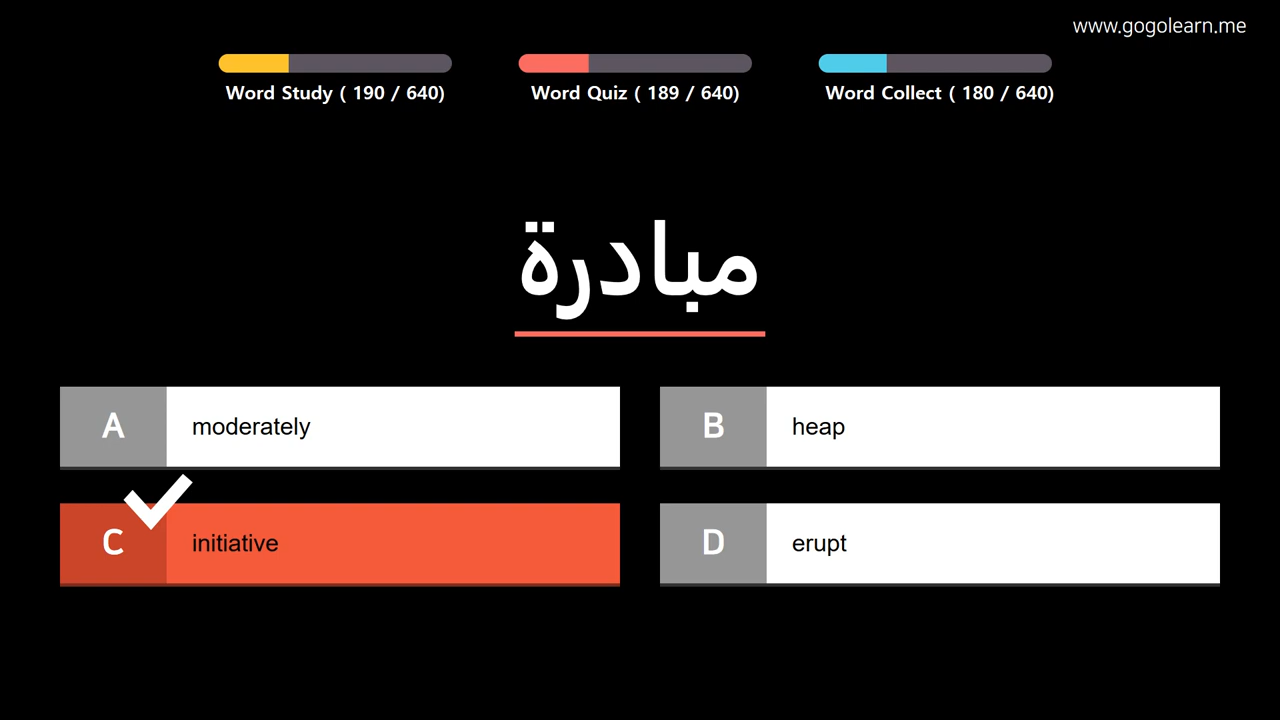 www.gogolearn.me
Word Study ( 190 / 640)
Word Quiz ( 189 / 640)
Word Collect ( 180 / 640)
مبادرة
A moderately
B heap
C initiative
D erupt